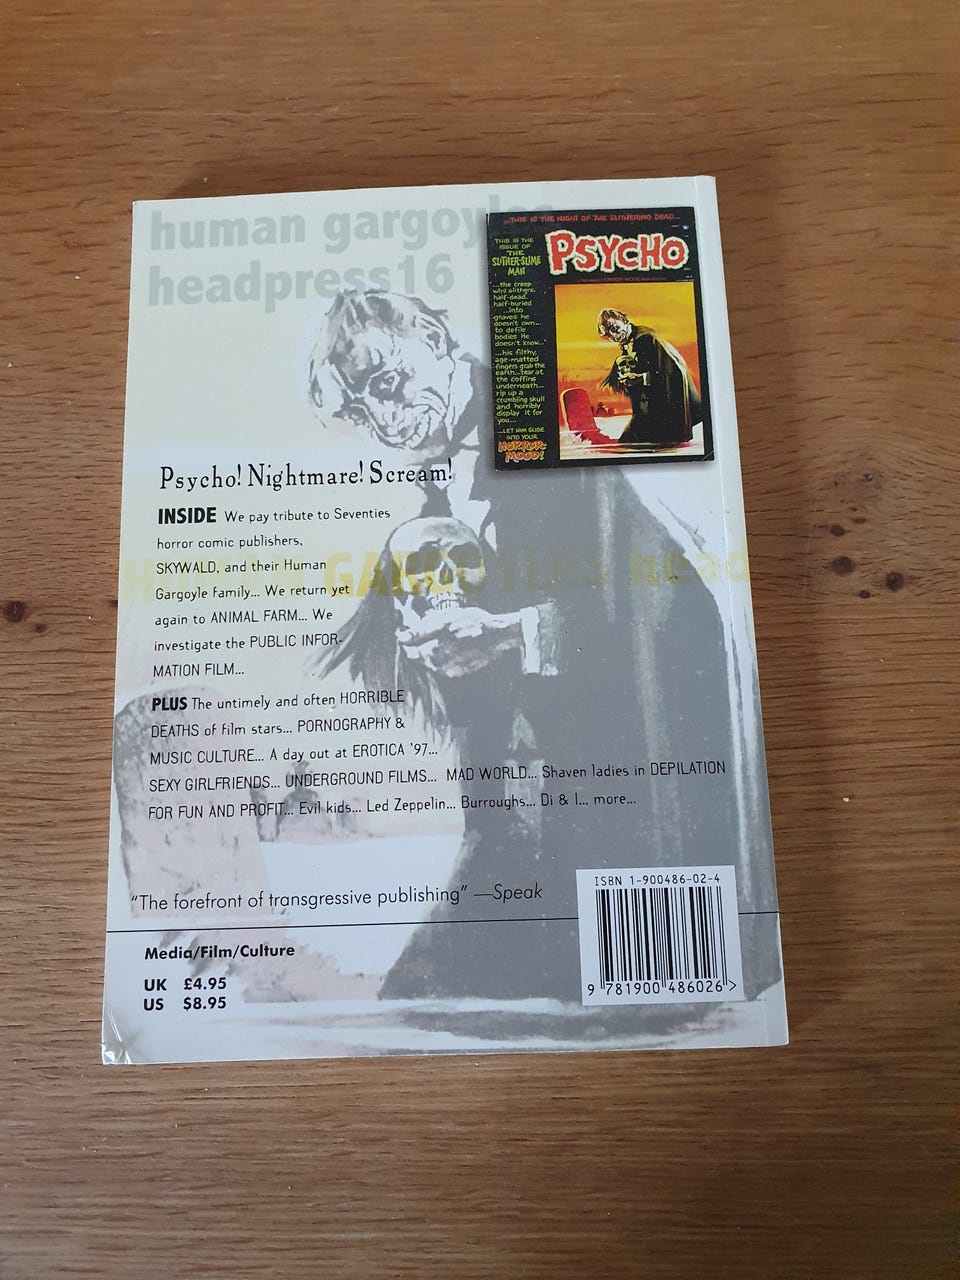 human gargoyles
headpress 16
...THIS IS THE NIGHT OF THE SLITHERING DEAD...
PSYCHO
THIS IS THE
ISSUE OF
THE
SLITHER-SLIME
MAN
"...the creep
who slithers,
half-dead,
half-buried
...into
graves he
doesn't own...
to defile
bodies He
doesn't know..."
...his filthy,
age-matted
fingers grab the
earth...tear at
the coffins
underneath...
rip up a
crumbling skull
and horribly
display it for
you...
...LET HIM GLIDE
INTO YOUR
HORROR-
MOOD!
Psycho! Nightmare! Scream!
INSIDE We pay tribute to Seventies
horror comic publishers,
SKYWALD, and their Human
Gargoyle family... We return yet
again to ANIMAL FARM... We
investigate the PUBLIC INFOR-
MATION FILM...
HUMAN GARGOYLES head
PLUS The untimely and often HORRIBLE
DEATHS of film stars... PORNOGRAPHY &
MUSIC CULTURE... A day out at EROTICA '97...
SEXY GIRLFRIENDS... UNDERGROUND FILMS... MAD WORLD... Shaven ladies in DEPILATION
FOR FUN AND PROFIT... Evil kids... Led Zeppelin... Burroughs... Di & I... more...
"The forefront of transgressive publishing" —Speak
Media/Film/Culture
UK £4.95
US $8.95
ISBN 1-900486-02-4
9 781900 486026 >